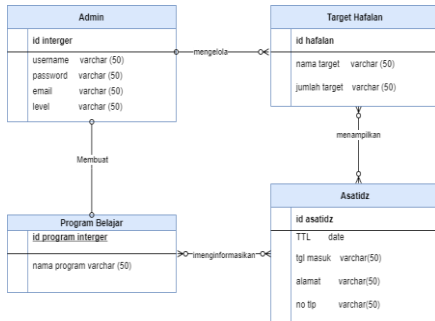 Admin
id interger
username varchar (50)
password varchar (50)
email varchar (50)
level varchar (50)
mengelola
Target Hafalan
id hafalan
nama target varchar (50)
jumlah target varchar (50)
menampilkan
Membuat
Program Belajar
id program interger
nama program varchar (50)
imenginformasikan
Asatidz
id asatidz
TTL date
tgl masuk varchar(50)
alamat varchar(50)
no tlp varchar(50)